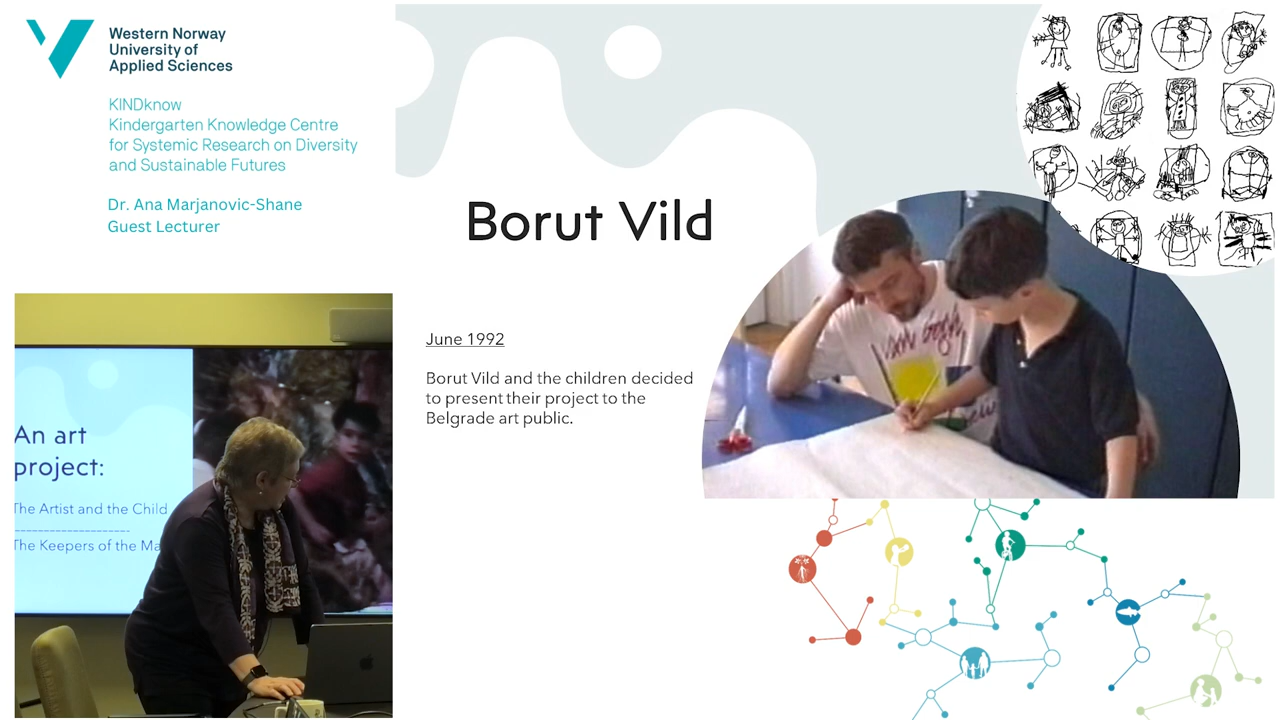 Western Norway
University of
Applied Sciences
KINDknow
Kindergarten Knowledge Centre
for Systemic Research on Diversity
and Sustainable Futures
Dr. Ana Marjanovic-Shane
Guest Lecturer
Borut Vild
June 1992
Borut Vild and the children decided
to present their project to the
Belgrade art public.
An art
project:
The Artist and the Child
The Keepers of the Ma
van gogh